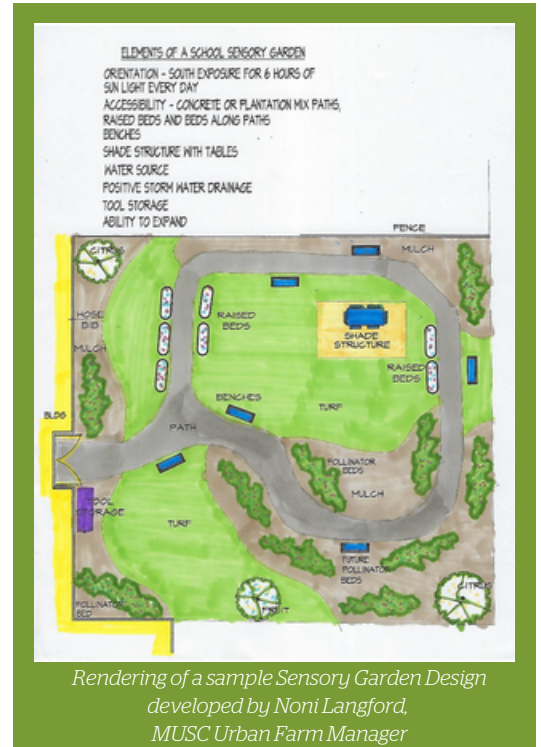 ELEMENTS OF A SCHOOL SENSORY GARDEN
ORIENTATION - SOUTH EXPOSURE FOR 6 HOURS OF
SUN LIGHT EVERY DAY
ACCESSIBILITY - CONCRETE OR PLANTATION MIX PATHS,
RAISED BEDS AND BEDS ALONG PATHS
BENCHES
SHADE STRUCTURE WITH TABLES
WATER SOURCE
POSITIVE STORM WATER DRAINAGE
TOOL STORAGE
ABILITY TO EXPAND
FENCE
CITRUS
MULCH
HOSE
BIB
RAISED
BEDS
SHADE
STRUCTURE
MULCH
RAISED
BEDS
BENCHES
TURF
BLDG
PATH
POLLINATOR
BEDS
MULCH
TOOL
STORAGE
TURF
FUTURE
POLLINATOR
BEDS
POLLINATOR
BED
FRUIT
CITRUS
Rendering of a sample Sensory Garden Design
developed by Noni Langford,
MUSC Urban Farm Manager